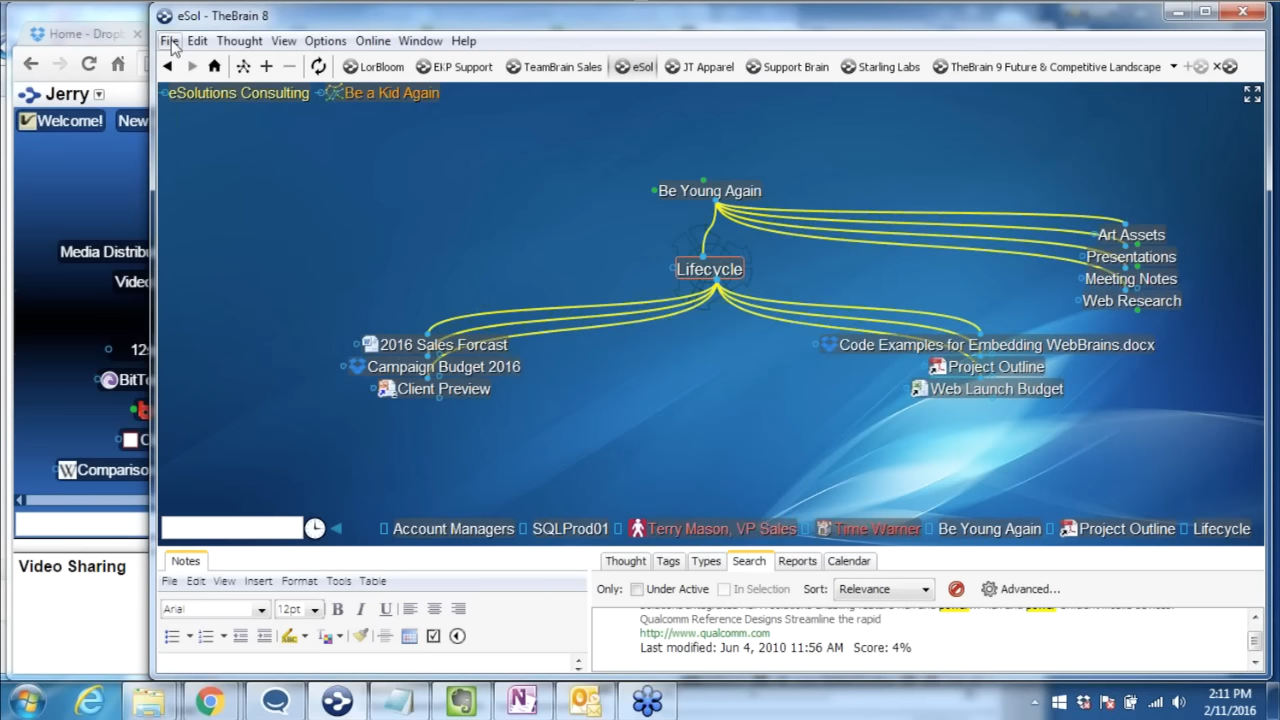 eSol - TheBrain 8
Home - Dropb
File Edit Thought View Options Online Window Help
LorBloom EKP Support TeamBrain Sales eSol JT Apparel Support Brain Starling Labs TheBrain 9 Future & Competitive Landscape
Jerry
eSolutions Consulting Be a Kid Again
Welcome! New
Be Young Again
Art Assets
Presentations
Meeting Notes
Web Research
Lifecycle
Media Distribu
Video
2016 Sales Forcast
Campaign Budget 2016
Client Preview
Code Examples for Embedding WebBrains.docx
Project Outline
Web Launch Budget
BitTo
Compariso
Account Managers SQLProd01 Terry Mason, VP Sales Time Warner Be Young Again Project Outline Lifecycle
Video Sharing
Notes
Thought Tags Types Search Reports Calendar
File Edit View Insert Format Tools Table
Only: Under Active In Selection Sort: Relevance Advanced...
Arial 12pt B I U
Qualcomm Reference Designs Streamline the rapid
http://www.qualcomm.com
Last modified: Jun 4, 2010 11:56 AM Score: 4%
2:11 PM
2/11/2016